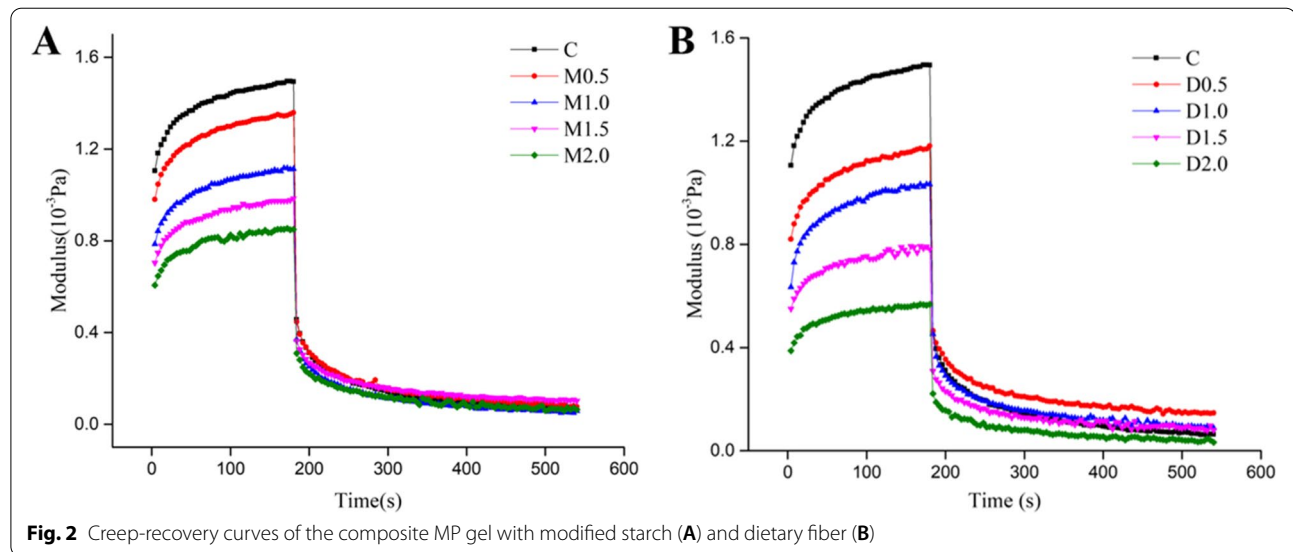 A
C
M0.5
M1.0
M1.5
M2.0
1.6
1.2
0.8
0.4
0.0
Modulus(10⁻³Pa)
0 100 200 300 400 500 600
Time(s)
B
C
D0.5
D1.0
D1.5
D2.0
1.6
1.2
0.8
0.4
0.0
Modulus (10⁻³Pa)
0 100 200 300 400 500 600
Time (s)
Fig. 2 Creep-recovery curves of the composite MP gel with modified starch (A) and dietary fiber (B)